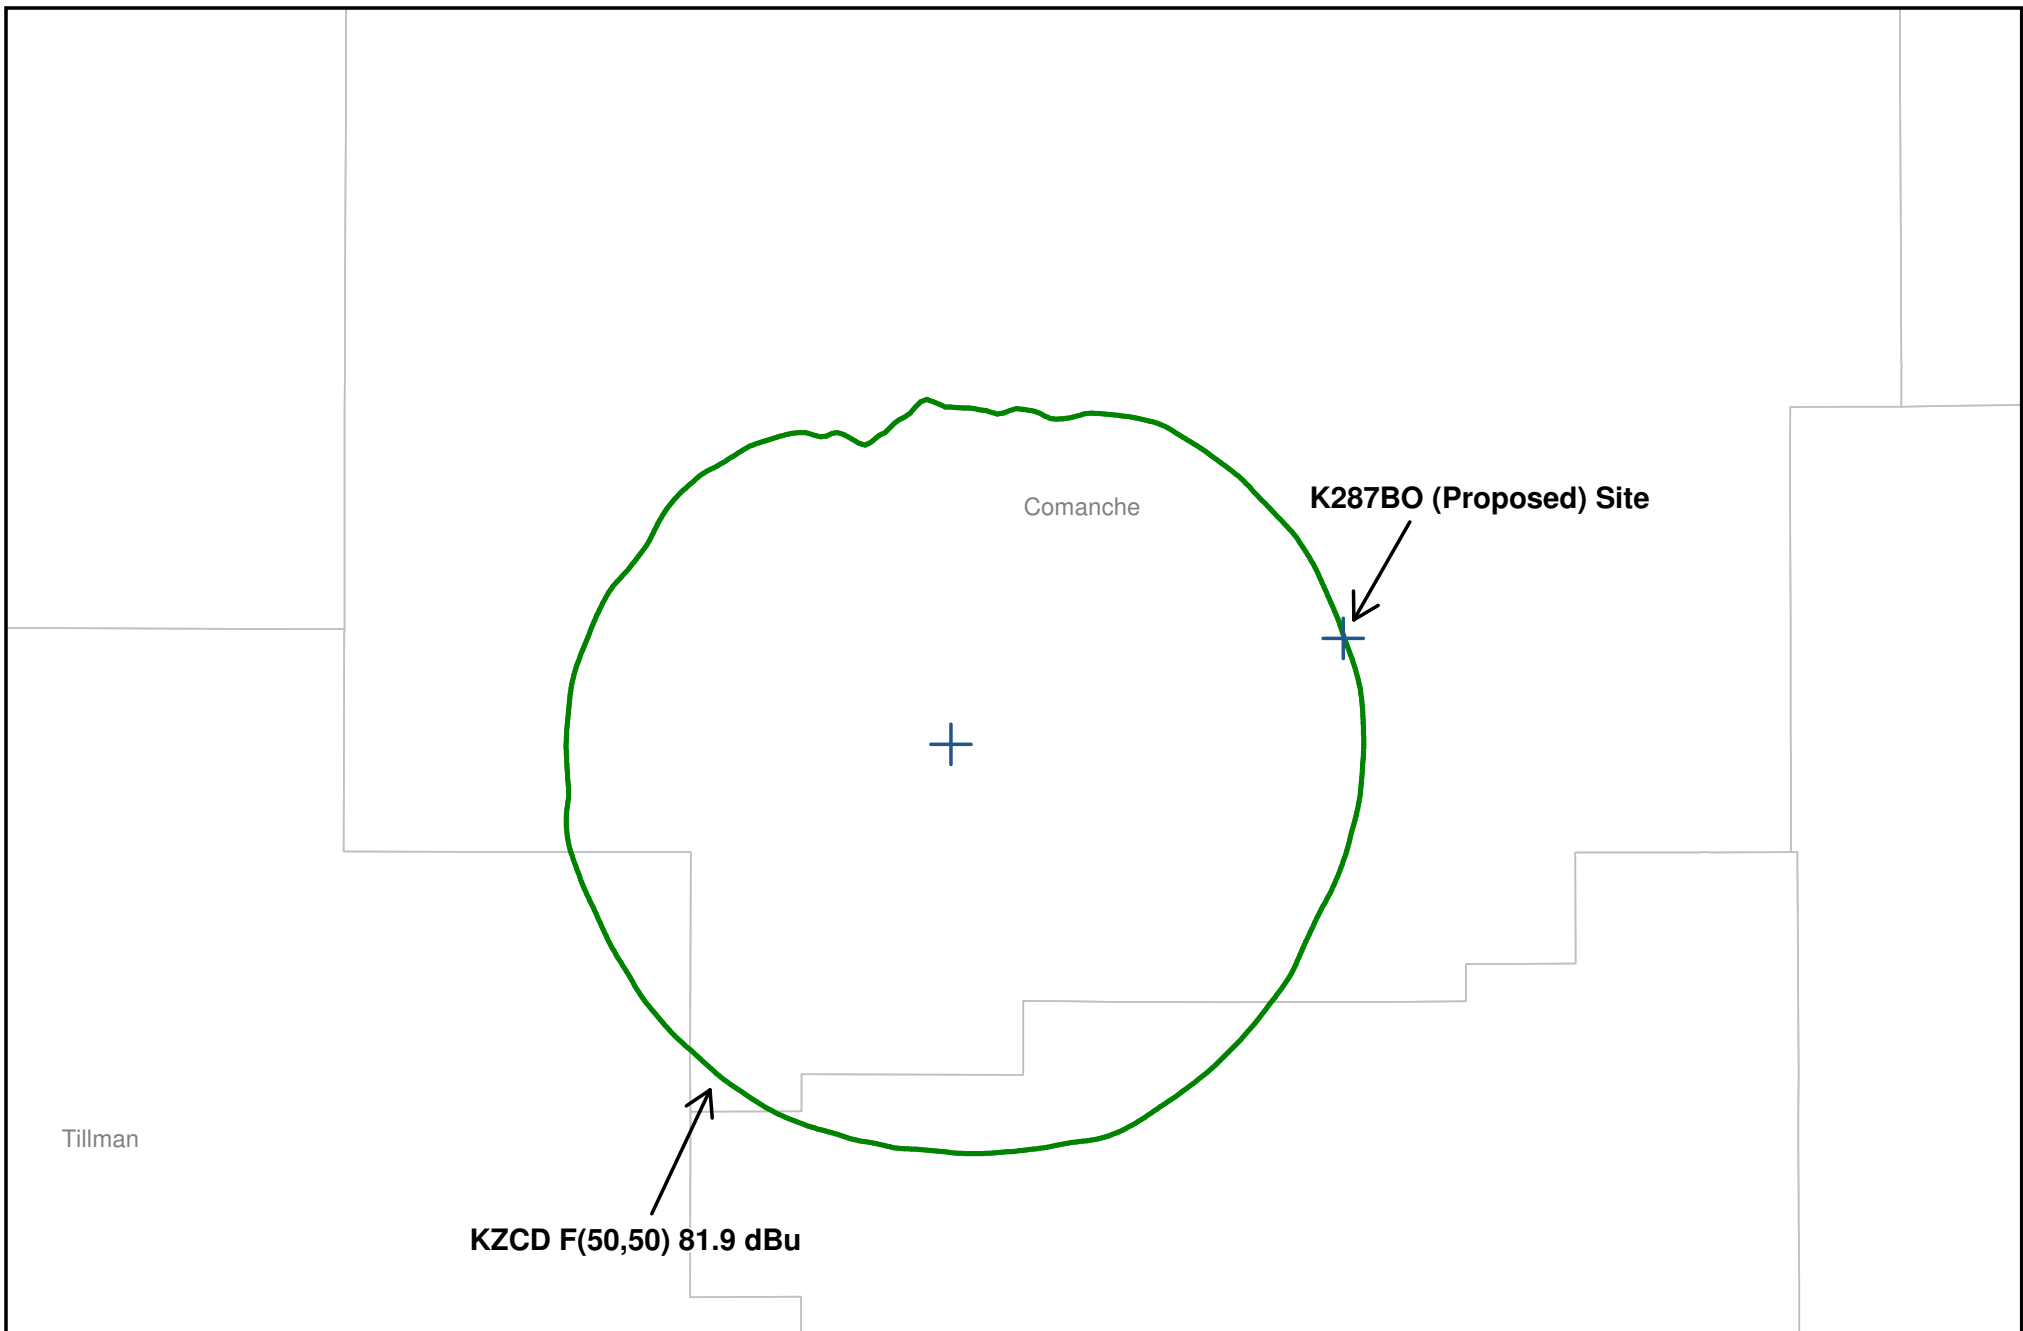 K287BO (Proposed) Site
Comanche
Tillman
KZCD F(50,50) 81.9 dBu